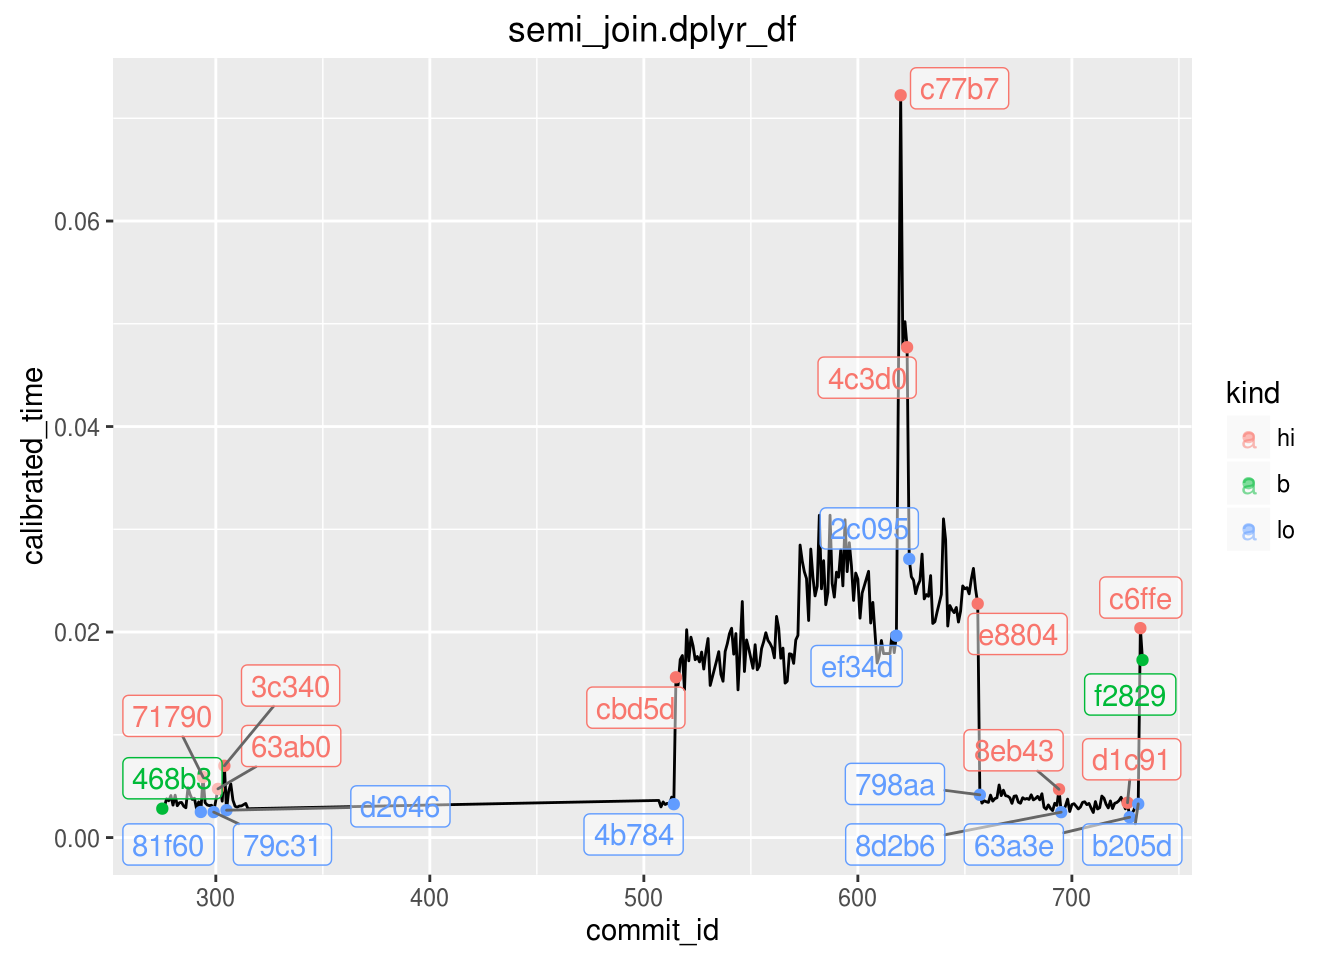 semi_join.dplyr_df
c77b7
0.06
4c3d0
calibrated_time
kind
0.04
hi
b
lo
2c095
c6ffe
0.02
e8804
ef34d
3c340
f2829
71790
cbd5d
63ab0
8eb43
d1c91
468b3
798aa
d2046
0.00
81f60
79c31
4b784
8d2b6
63a3e
b205d
300
400
500
600
700
commit_id